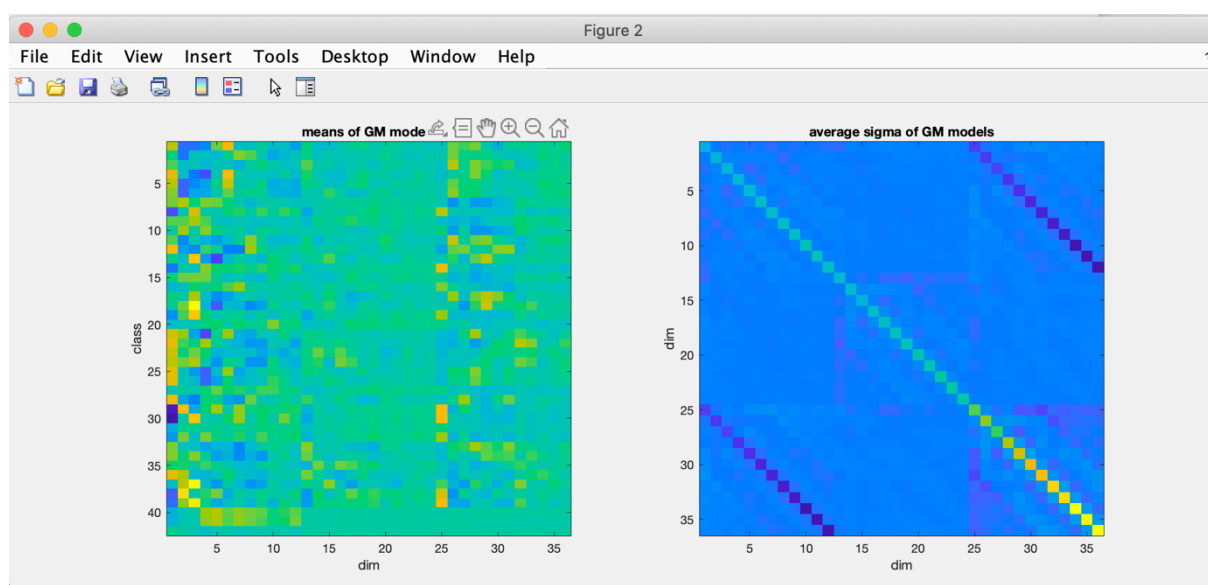 Figure 2
File Edit View Insert Tools Desktop Window Help
means of GM mode
5
10
15
20
25
30
35
40
class
5 10 15 20 25 30 35
dim
average sigma of GM models
5
10
15
20
25
30
35
dim
5 10 15 20 25 30 35
dim